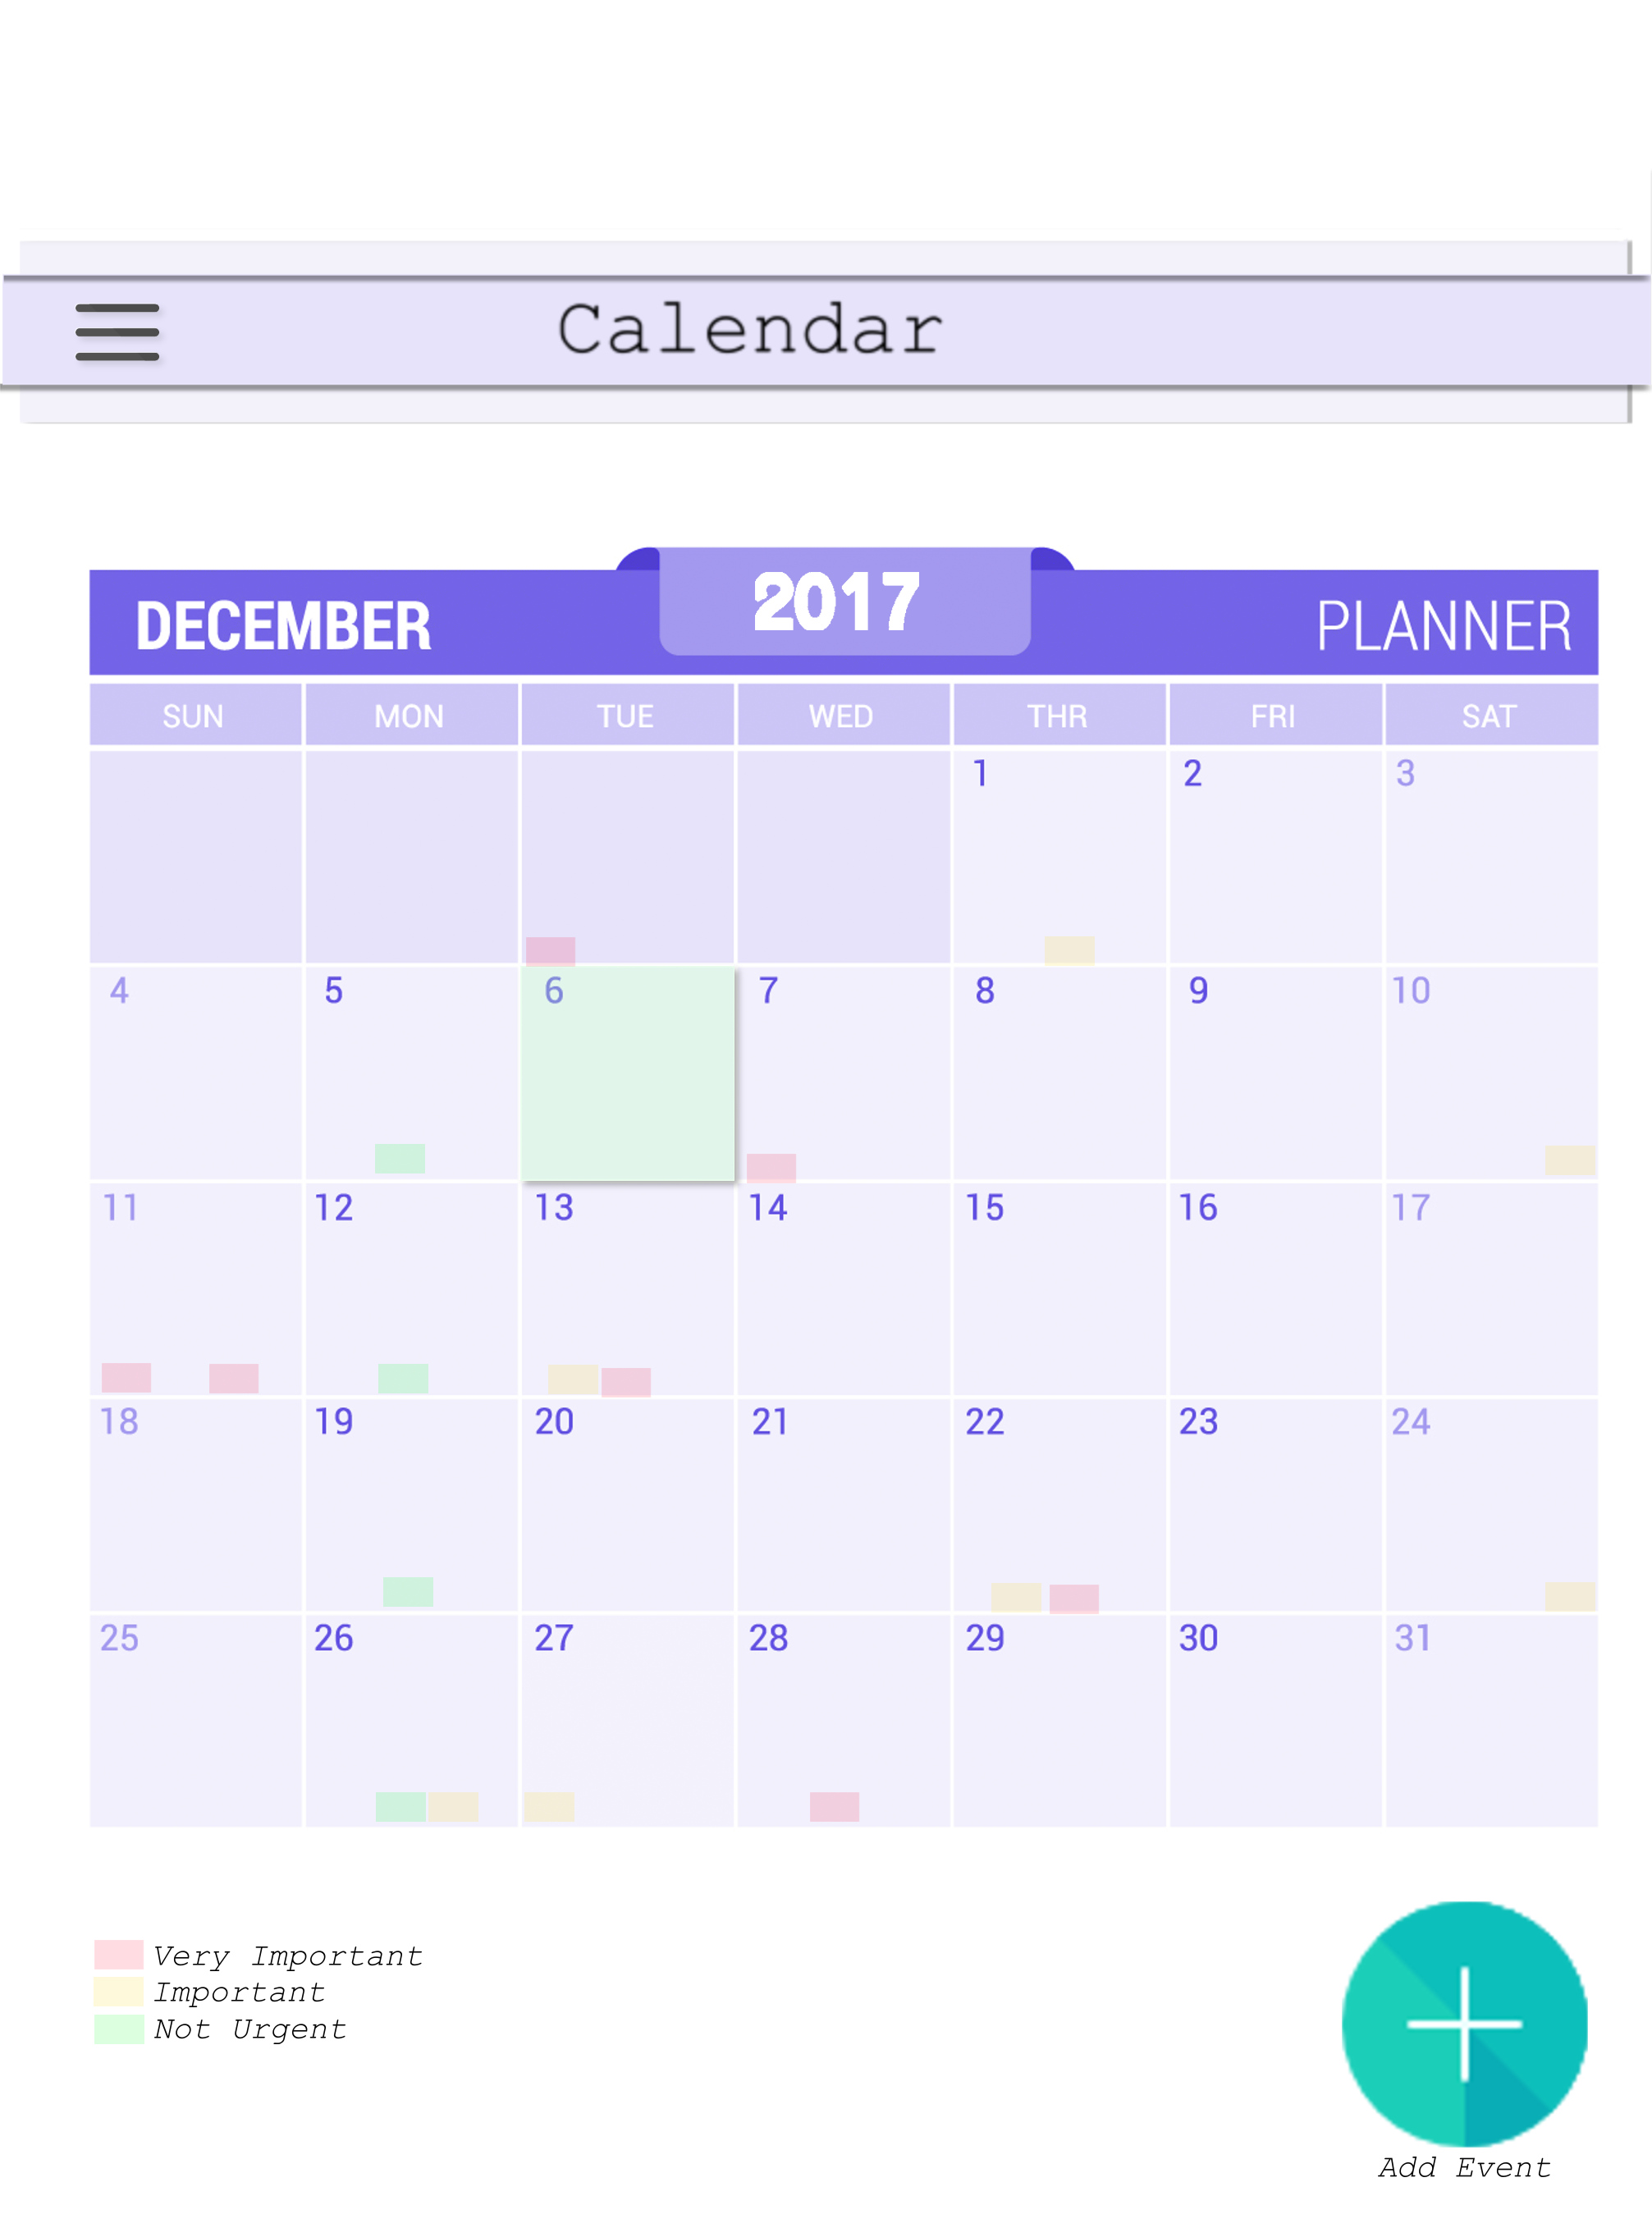 Calendar
2017
DECEMBER PLANNER
SUN MON TUE WED THR FRI SAT
1 2 3
4 5 6 7 8 9 10
11 12 13 14 15 16 17
18 19 20 21 22 23 24
25 26 27 28 29 30 31
Very Important
Important
Not Urgent
Add Event